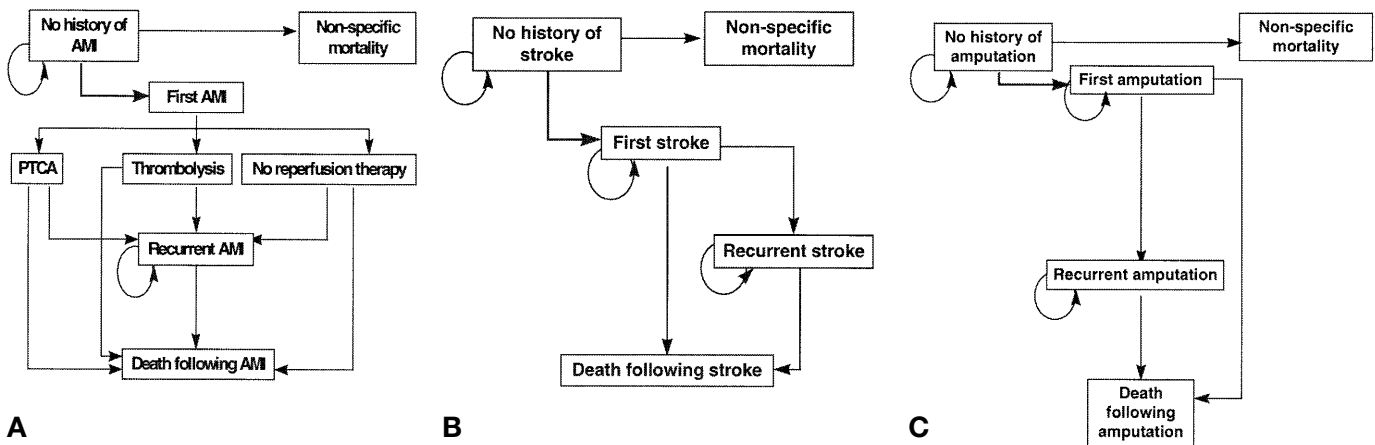 No history of
AMI
Non-specific
mortality
First AMI
PTCA
Thrombolysis
No reperfusion therapy
Recurrent AMI
Death following AMI
A
No history of
stroke
Non-specific
mortality
First stroke
Recurrent stroke
Death following stroke
B
No history of
amputation
Non-specific
mortality
First amputation
Recurrent amputation
Death
following
amputation
C